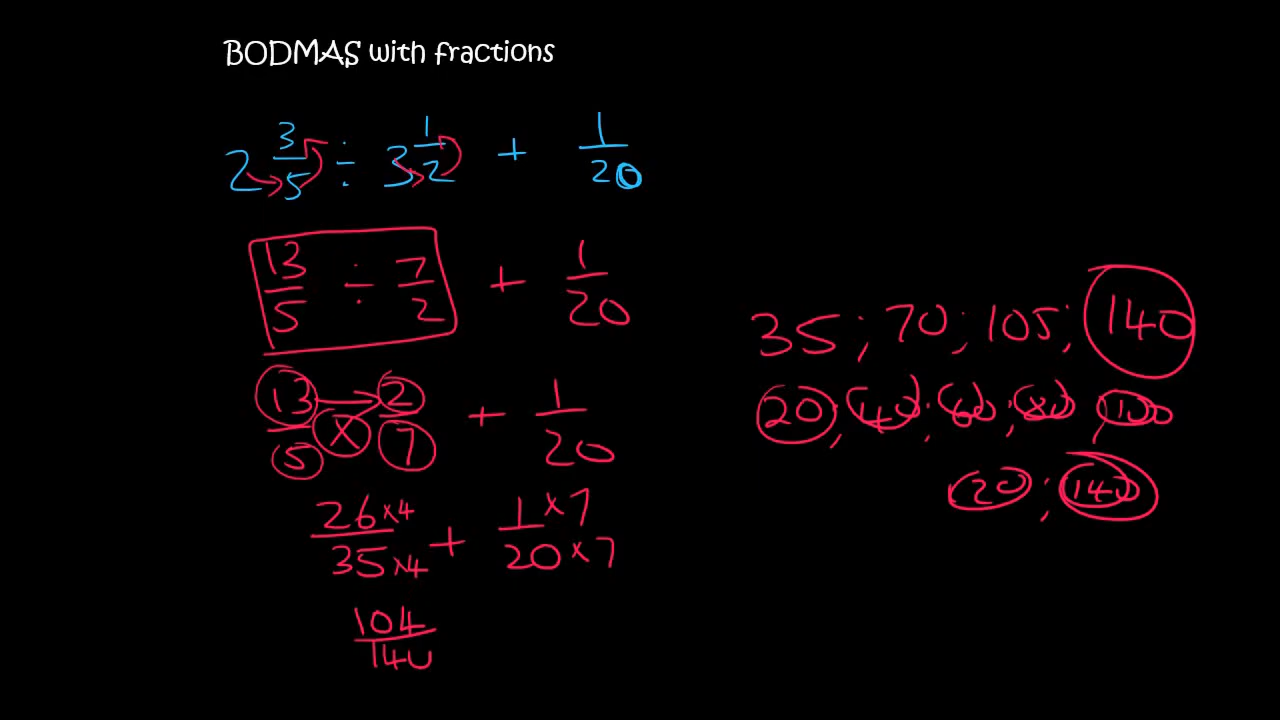 BODMAS with fractions
2 3/5 ÷ 3 1/2 + 1/20
13/5 ÷ 7/2 + 1/20
13/5 × 2/7 + 1/20
26×4/35×4 + 1×7/20×7
104/140
35; 70; 105; 140
20; 40; 60; 80; 100
120; 140